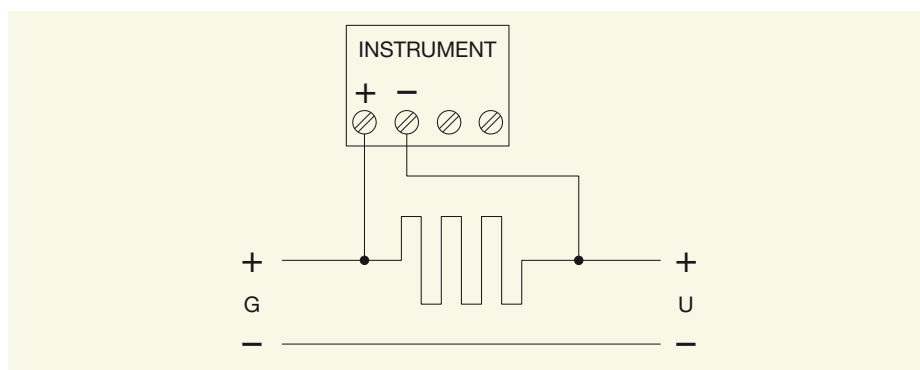 INSTRUMENT
+ −
+ +
G U
− −